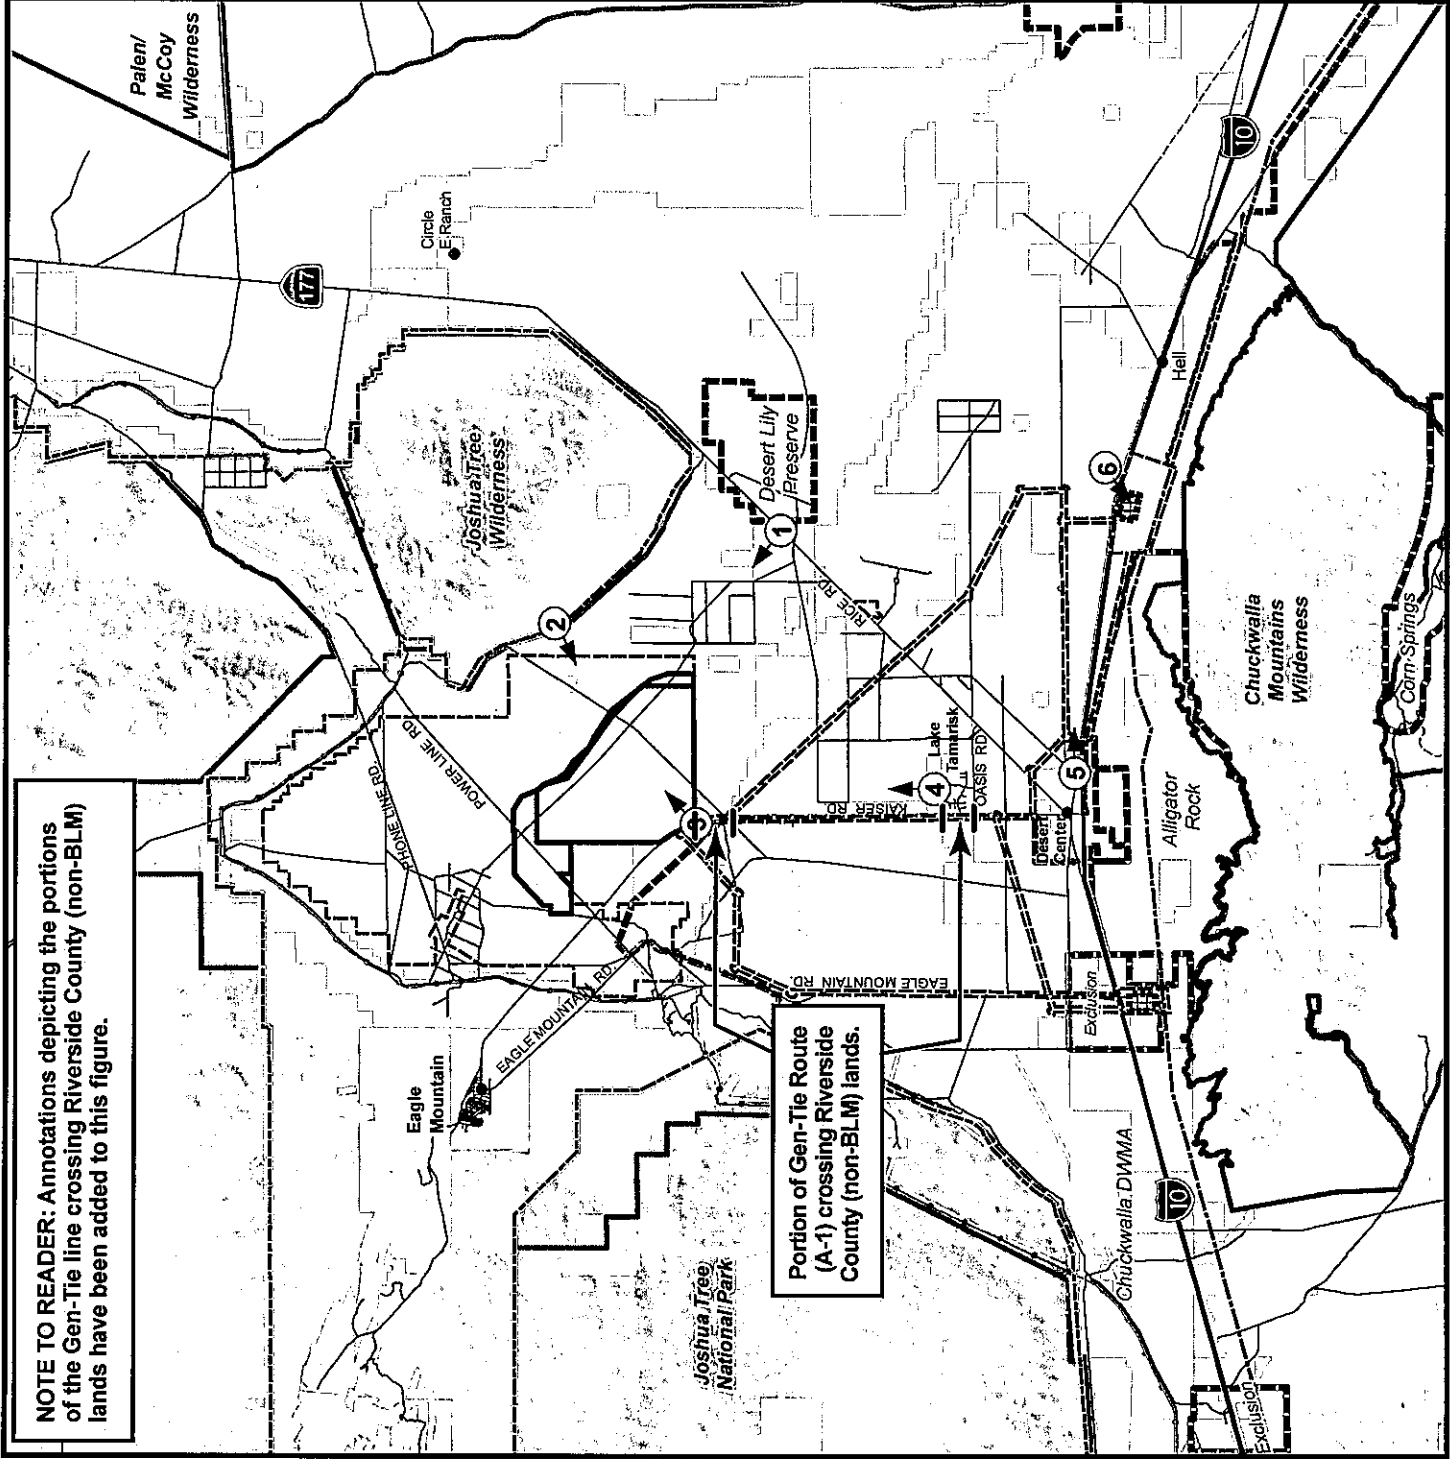 NOTE TO READER: Annotations depicting the portions
of the Gen-Tie line crossing Riverside County (non-BLM)
lands have been added to this figure.
Palen/
McCoy
Wilderness
177
Circle
E Ranch
Joshua Tree
Wilderness
Desert Lily
Preserve
1
2
3
4
5
6
RICE RD
PHONE LINE RD.
POWER LINE RD
KAISER RD
Lake
Tamarisk
OASIS RD
Desert
Center
Alligator
Rock
EAGLE MOUNTAIN RD.
EAGLE MOUNTAIN RD.
Eagle
Mountain
Exclusion
Portion of Gen-Tie Route
(A-1) crossing Riverside
County (non-BLM) lands.
Joshua Tree
National Park
Chuckwalla DWMA
10
10
Hell
Chuckwalla
Mountains
Wilderness
Corn Springs
Exclusion